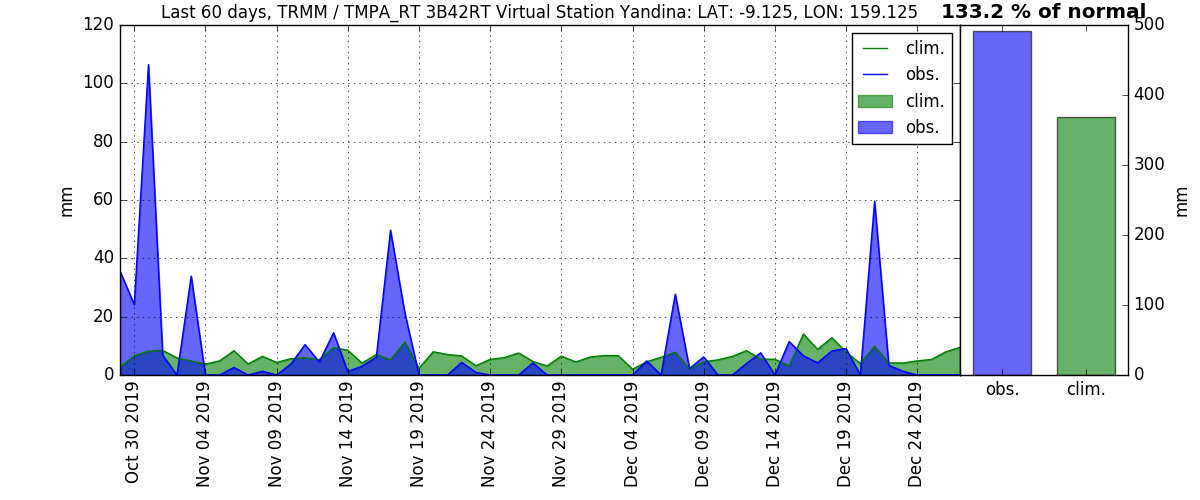 Last 60 days, TRMM / TMPA_RT 3B42RT Virtual Station Yandina: LAT: -9.125, LON: 159.125
133.2 % of normal
120
100
80
60
40
20
0
mm
clim.
obs.
clim.
obs.
500
400
300
200
100
0
mm
obs.
clim.
Oct 30 2019
Nov 04 2019
Nov 09 2019
Nov 14 2019
Nov 19 2019
Nov 24 2019
Nov 29 2019
Dec 04 2019
Dec 09 2019
Dec 14 2019
Dec 19 2019
Dec 24 2019